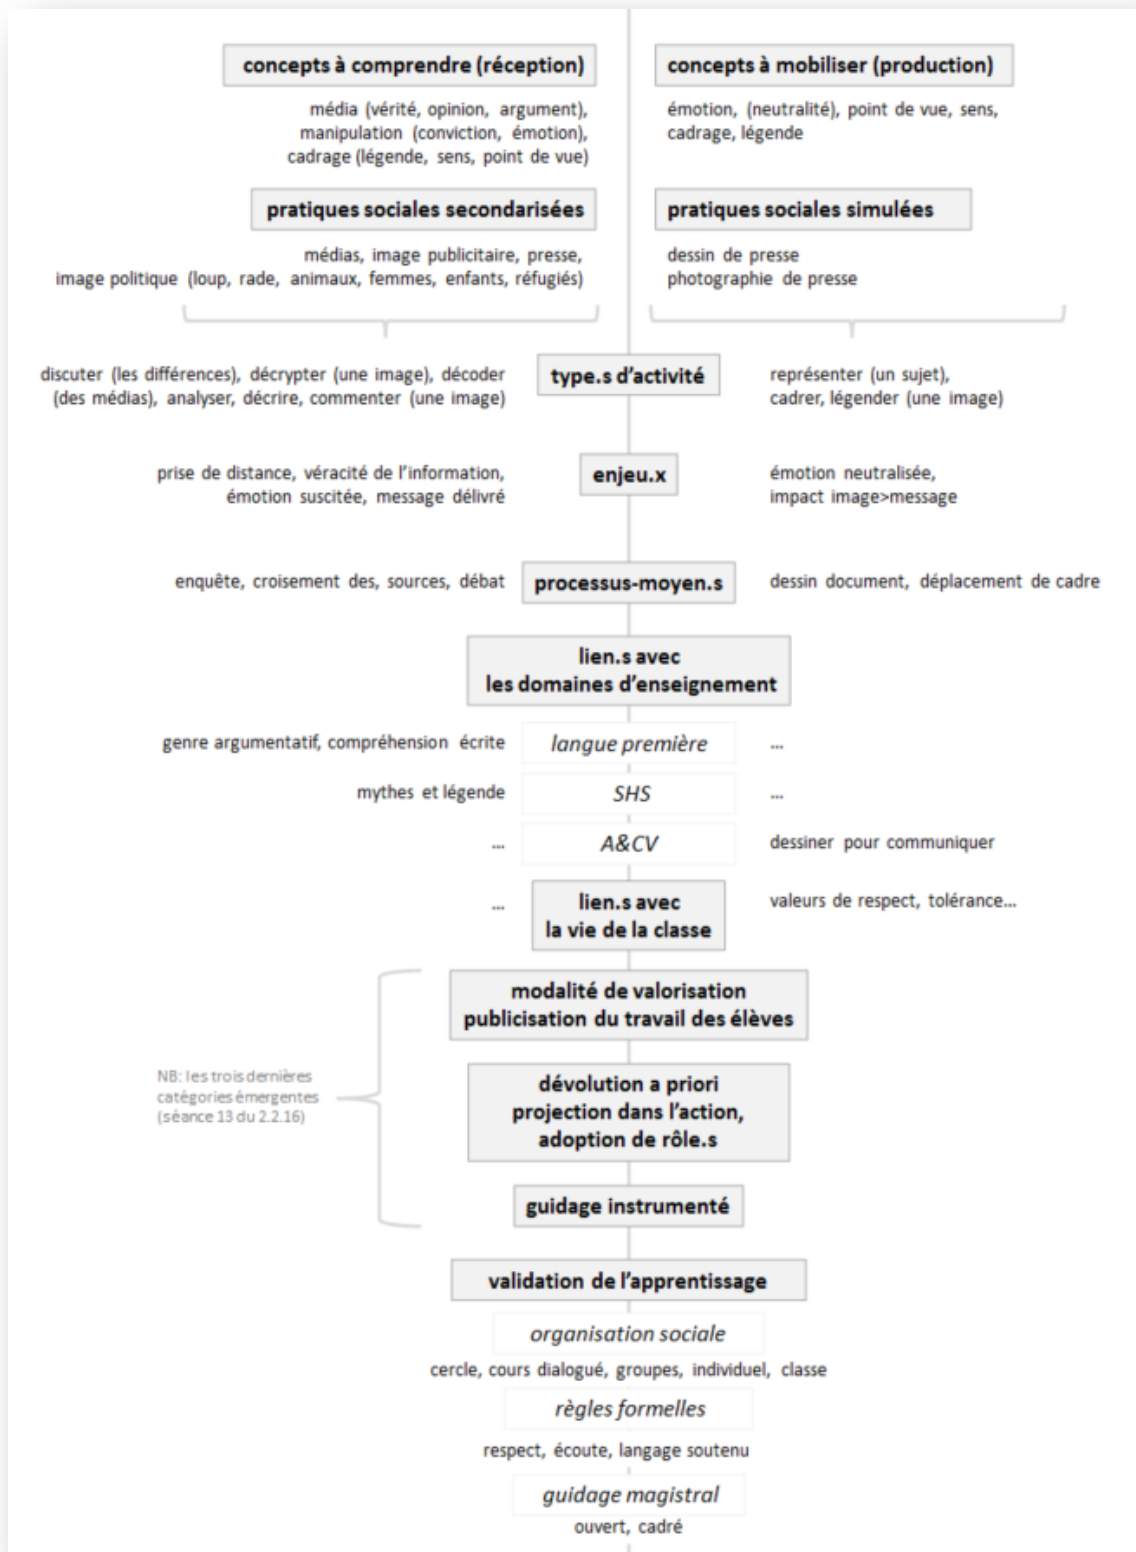 concepts à comprendre (réception)
concepts à mobiliser (production)
média (vérité, opinion, argument),
manipulation (conviction, émotion),
cadrage (légende, sens, point de vue)
émotion, (neutralité), point de vue, sens,
cadrage, légende
pratiques sociales secondarisées
pratiques sociales simulées
médias, image publicitaire, presse,
image politique (loup, rade, animaux, femmes, enfants, réfugiés)
dessin de presse
photographie de presse
discuter (les différences), décrypter (une image), décoder
(des médias), analyser, décrire, commenter (une image)
type.s d'activité
représenter (un sujet),
cadrer, légender (une image)
prise de distance, véracité de l'information,
émotion suscitée, message délivré
enjeu.x
émotion neutralisée,
impact image>message
enquête, croisement des, sources, débat
processus-moyen.s
dessin document, déplacement de cadre
lien.s avec
les domaines d'enseignement
genre argumentatif, compréhension écrite
langue première
...
mythes et légende
SHS
...
...
A&CV
dessiner pour communiquer
...
lien.s avec
la vie de la classe
valeurs de respect, tolérance...
modalité de valorisation
publicisation du travail des élèves
NB: les trois dernières
catégories émergentes
(séance 13 du 2.2.16)
dévolution a priori
projection dans l'action,
adoption de rôle.s
guidage instrumenté
validation de l'apprentissage
organisation sociale
cercle, cours dialogué, groupes, individuel, classe
règles formelles
respect, écoute, langage soutenu
guidage magistral
ouvert, cadré